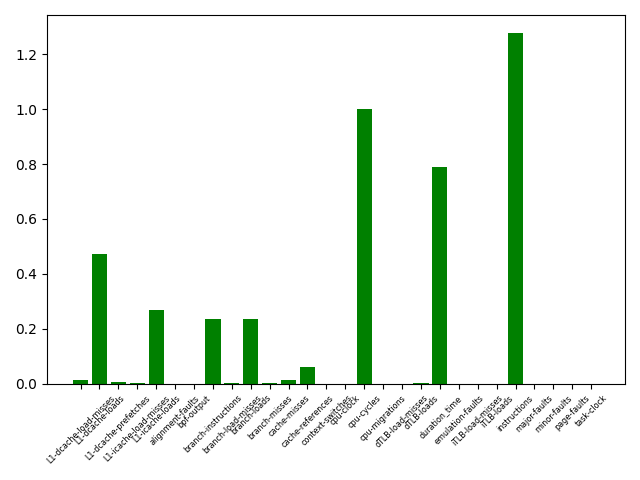 1.2
1.0
0.8
0.6
0.4
0.2
0.0
L1-dcache-load-misses
L1-dcache-loads
L1-dcache-prefetches
L1-icache-load-misses
L1-icache-loads
alignment-faults
bpf-output
branch-instructions
branch-load-misses
branch-loads
branch-misses
cache-misses
cache-references
context-switches
cpu-clock
cpu-cycles
cpu-migrations
dTLB-load-misses
dTLB-loads
duration_time
emulation-faults
iTLB-load-misses
iTLB-loads
instructions
major-faults
minor-faults
page-faults
task-clock